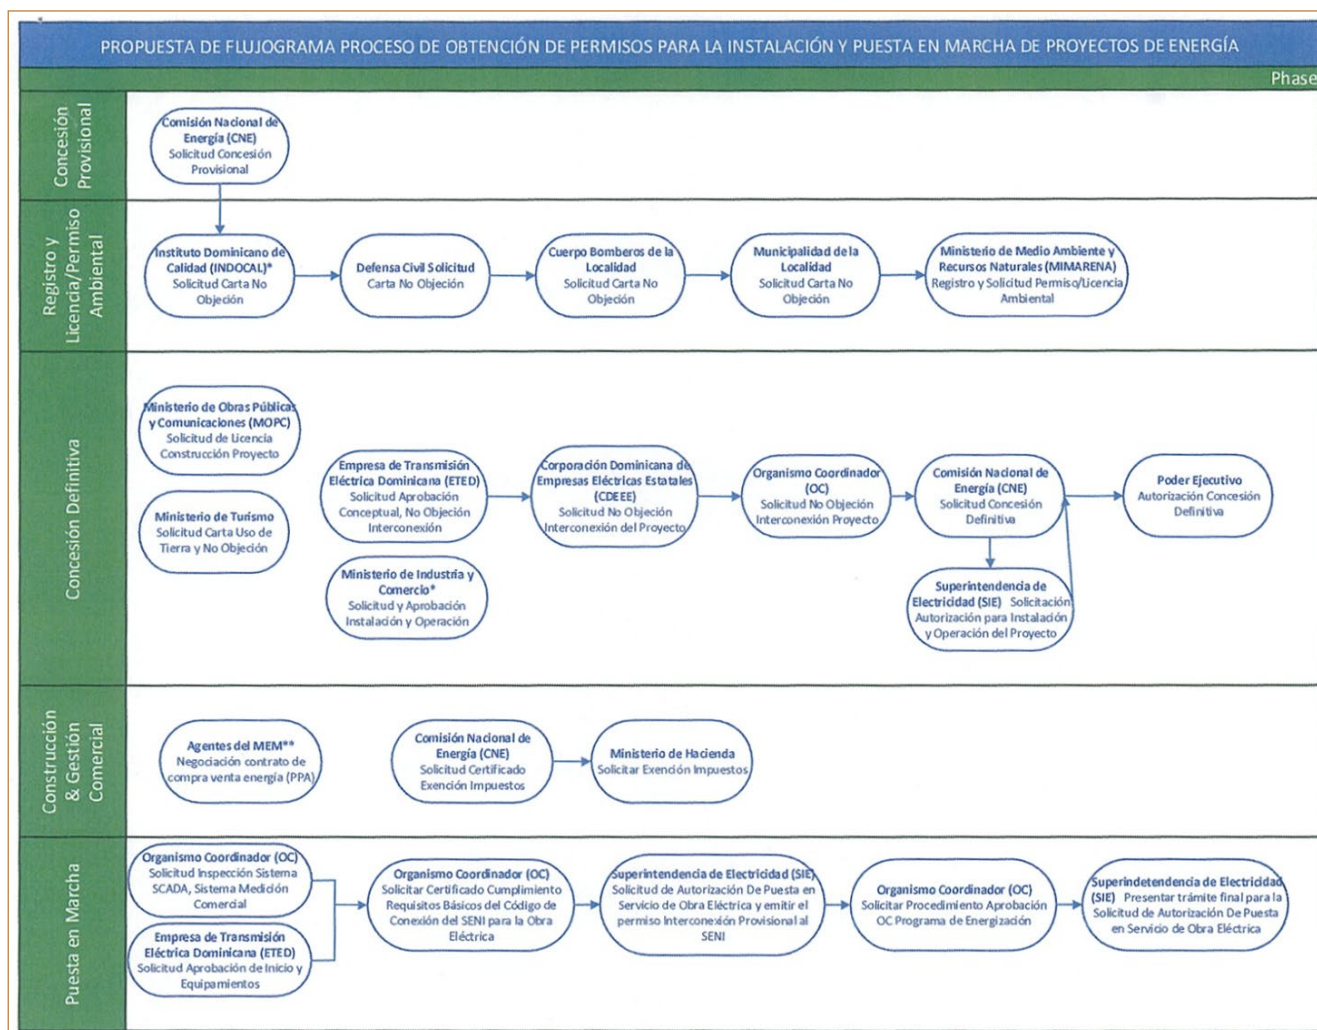 PROPUESTA DE FLUJOGRAMA PROCESO DE OBTENCIÓN DE PERMISOS PARA LA INSTALACIÓN Y PUESTA EN MARCHA DE PROYECTOS DE ENERGÍA
Phase
Concesión
Provisional
Comisión Nacional de
Energía (CNE)
Solicitud Concesión
Provisional
Registro y
Licencia/Permiso
Ambiental
Instituto Dominicano de
Calidad (INDOCAL)*
Solicitud Carta No
Objeción
Defensa Civil Solicitud
Carta No Objeción
Cuerpo Bomberos de la
Localidad
Solicitud Carta No
Objeción
Municipalidad de la
Localidad
Solicitud Carta No
Objeción
Ministerio de Medio Ambiente y
Recursos Naturales (MIMARENA)
Registro y Solicitud Permiso/Licencia
Ambiental
Concesión Definitiva
Ministerio de Obras Públicas
y Comunicaciones (MOPC)
Solicitud de Licencia
Construcción Proyecto
Ministerio de Turismo
Solicitud Carta Uso de
Tierra y No Objeción
Empresa de Transmisión
Eléctrica Dominicana (ETED)
Solicitud Aprobación
Conceptual, No Objeción
Interconexión
Ministerio de Industria y
Comercio*
Solicitud y Aprobación
Instalación y Operación
Corporación Dominicana de
Empresas Eléctricas Estatales
(CDEEE)
Solicitud No Objeción
Interconexión del Proyecto
Organismo Coordinador
(OC)
Solicitud No Objeción
Interconexión Proyecto
Comisión Nacional de
Energía (CNE)
Solicitud Concesión
Definitiva
Superintendencia de
Electricidad (SIE) Solicitación
Autorización para Instalación
y Operación del Proyecto
Poder Ejecutivo
Autorización Concesión
Definitiva
Construcción
& Gestión
Comercial
Agentes del MEM**
Negociación contrato de
compra venta energía (PPA)
Comisión Nacional de
Energía (CNE)
Solicitud Certificado
Exención Impuestos
Ministerio de Hacienda
Solicitar Exención Impuestos
Puesta en Marcha
Organismo Coordinador (OC)
Solicitud Inspección Sistema
SCADA, Sistema Medición
Comercial
Empresa de Transmisión
Eléctrica Dominicana (ETED)
Solicitud Aprobación de Inicio y
Equipamientos
Organismo Coordinador (OC)
Solicitar Certificado Cumplimiento
Requisitos Básicos del Código de
Conexión del SENI para la Obra
Eléctrica
Superintendencia de Electricidad (SIE)
Solicitud de Autorización De Puesta en
Servicio de Obra Eléctrica y emitir el
permiso Interconexión Provisional al
SENI
Organismo Coordinador (OC)
Solicitar Procedimiento Aprobación
OC Programa de Energización
Superindetendencia de Electricidad
(SIE) Presentar trámite final para la
Solicitud de Autorización De Puesta
en Servicio de Obra Eléctrica